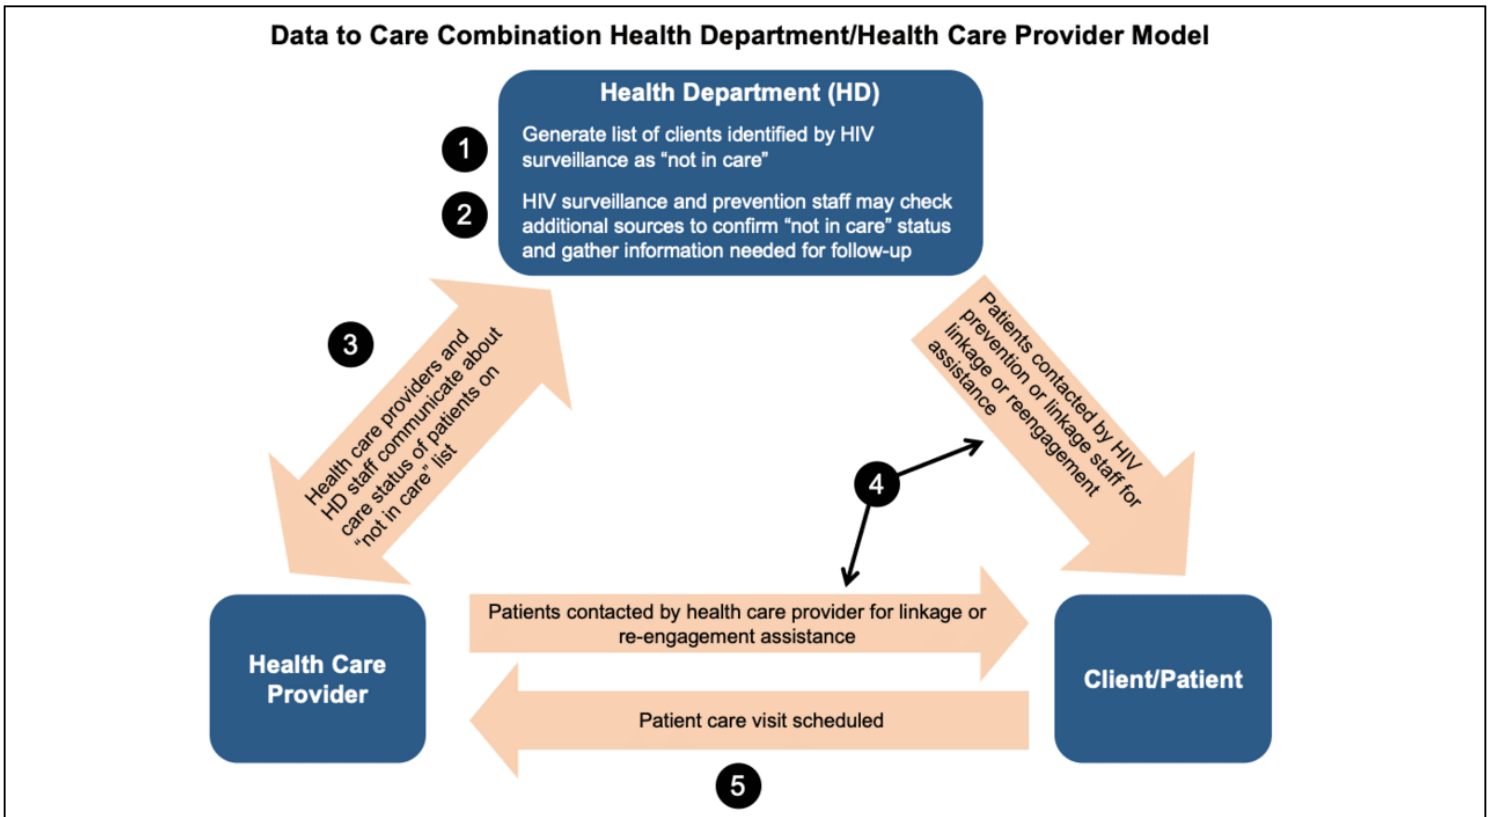 Data to Care Combination Health Department/Health Care Provider Model
Health Department (HD)
1
Generate list of clients identified by HIV
surveillance as “not in care”
2
HIV surveillance and prevention staff may check
additional sources to confirm “not in care” status
and gather information needed for follow-up
3
Health care providers and
HD staff communicate about
care status of patients on
“not in care” list
Patients contacted by HIV
prevention or linkage staff for
linkage or reengagement
assistance
4
Patients contacted by health care provider for linkage or
re-engagement assistance
Health Care
Provider
Client/Patient
Patient care visit scheduled
5